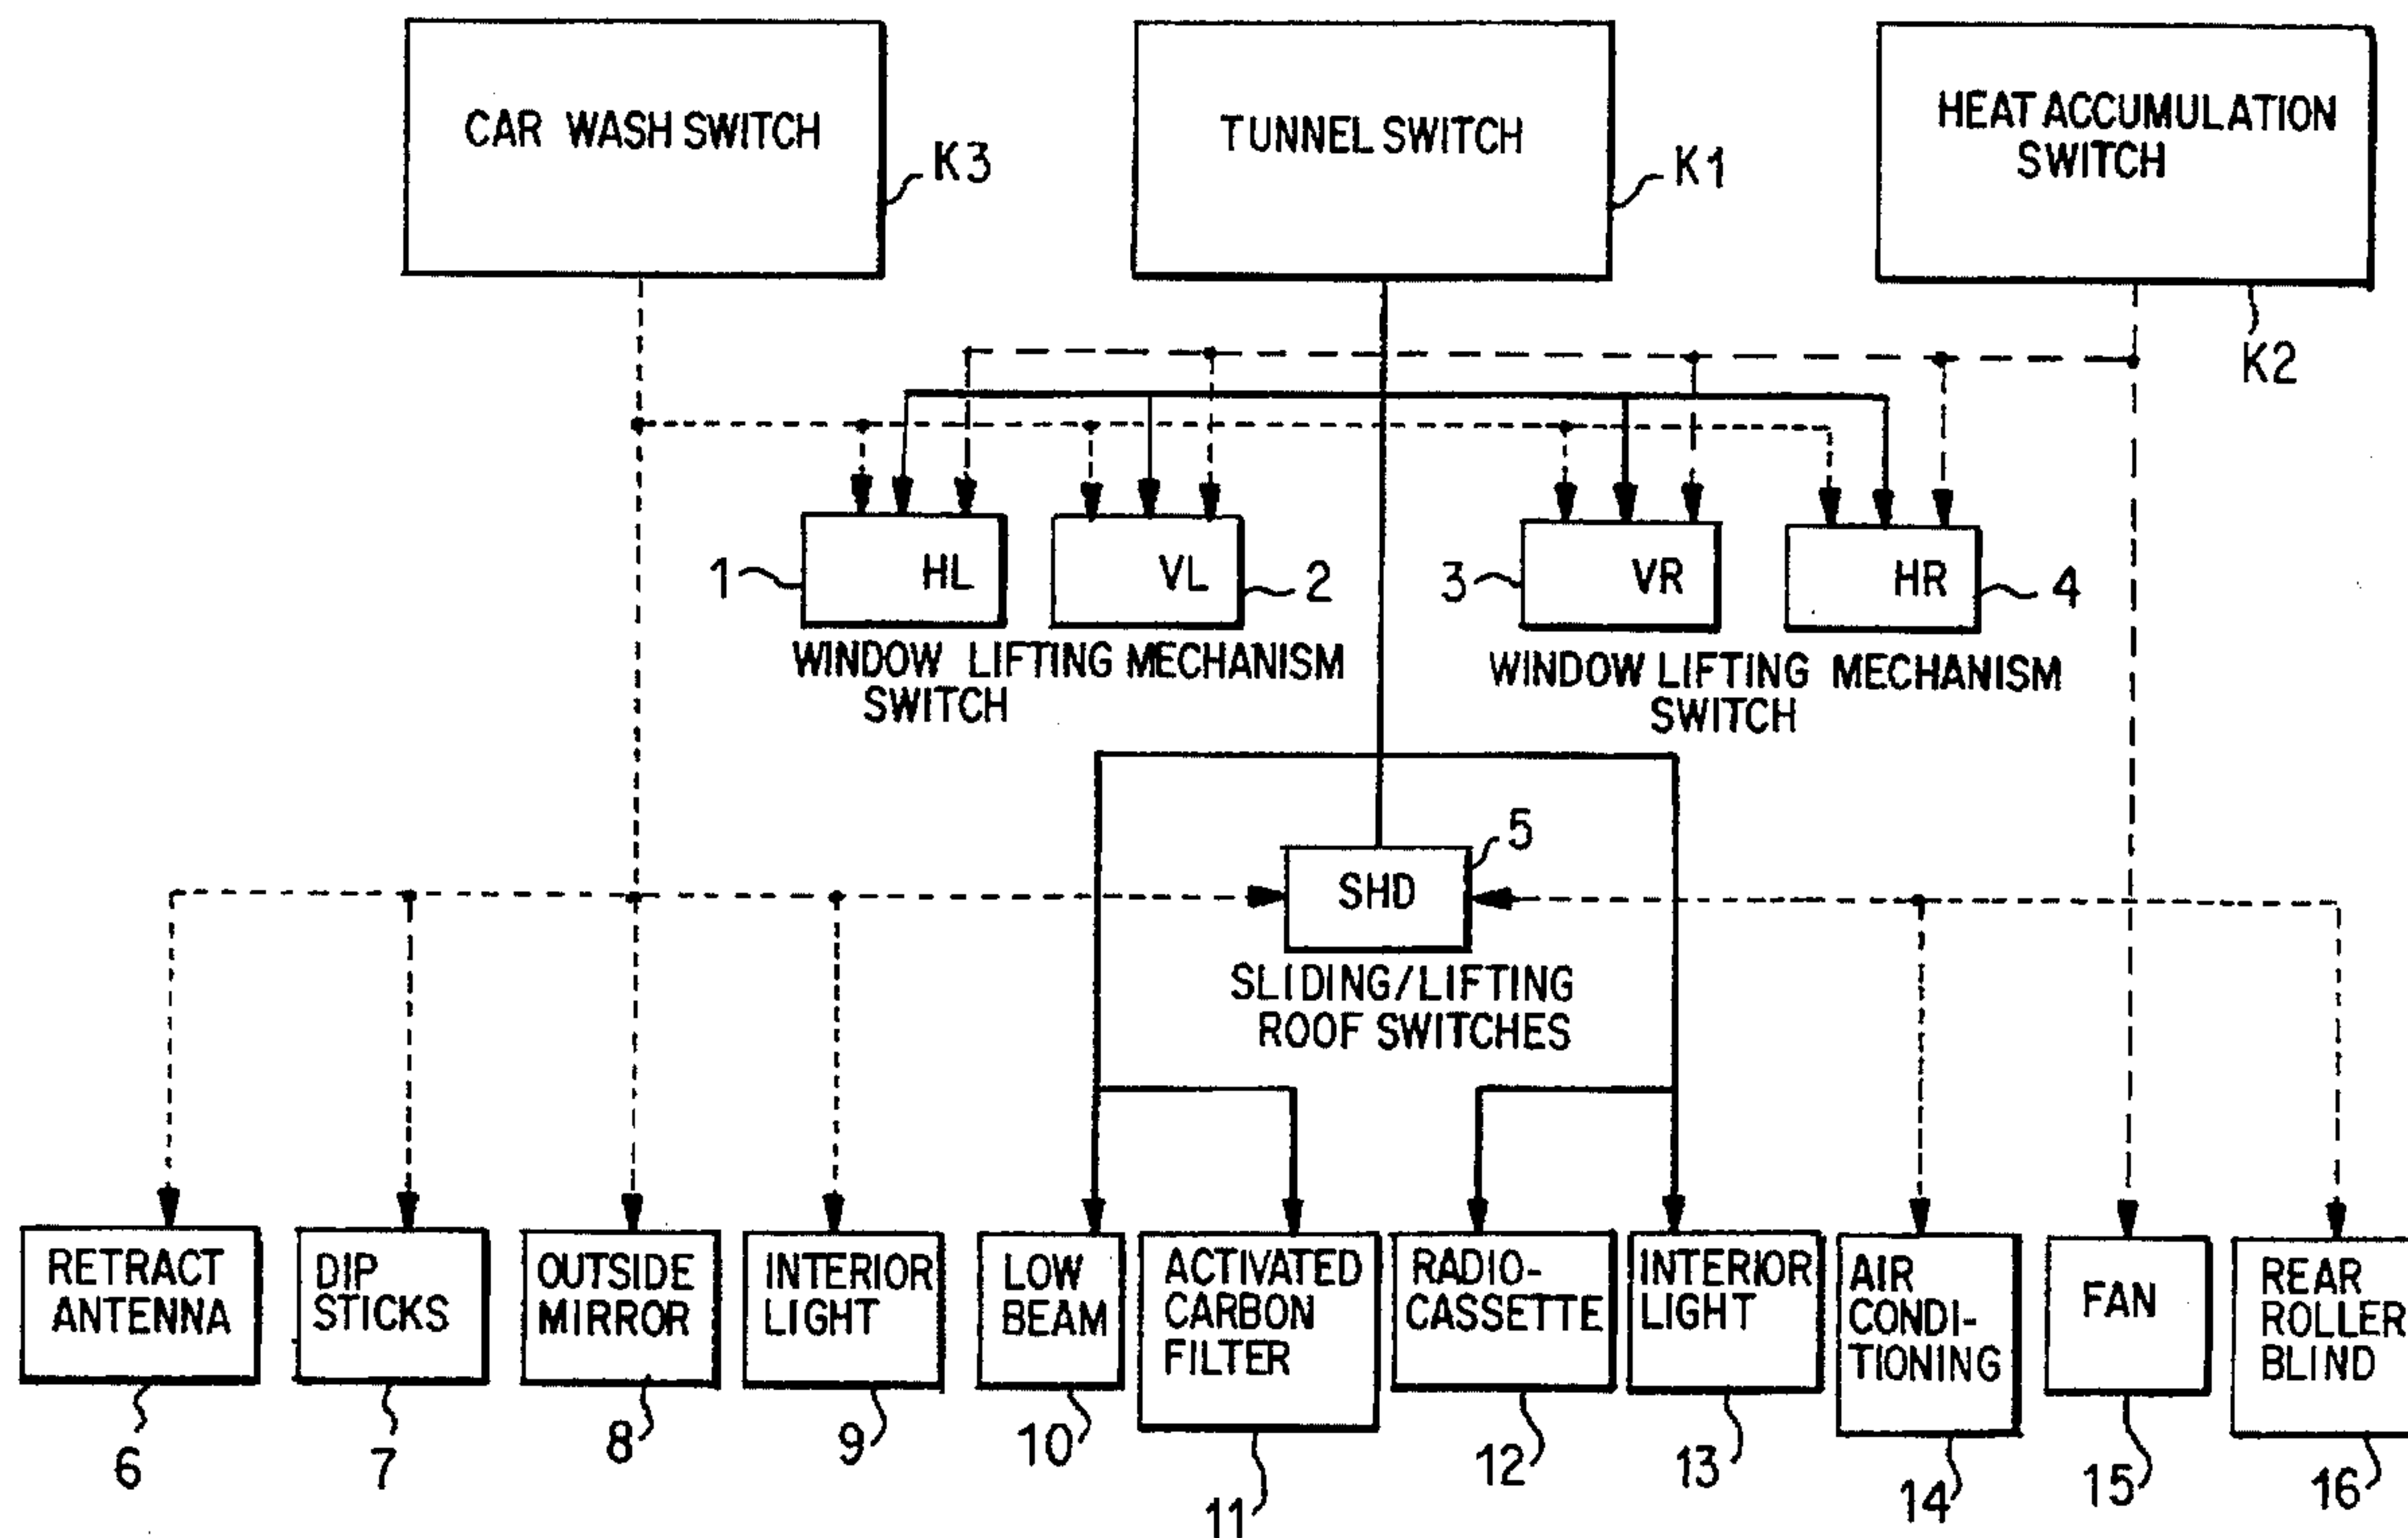 CAR WASH SWITCH
K3
TUNNEL SWITCH
K1
HEAT ACCUMULATION
SWITCH
K2
1
HL
VL
2
3
VR
HR
4
WINDOW LIFTING MECHANISM
SWITCH
WINDOW LIFTING MECHANISM
SWITCH
5
SHD
SLIDING/LIFTING
ROOF SWITCHES
RETRACT
ANTENNA
DIP
STICKS
OUTSIDE
MIRROR
INTERIOR
LIGHT
LOW
BEAM
ACTIVATED
CARBON
FILTER
RADIO-
CASSETTE
INTERIOR
LIGHT
AIR
CONDI-
TIONING
FAN
REAR
ROLLER
BLIND
6
7
8
9
10
11
12
13
14
15
16